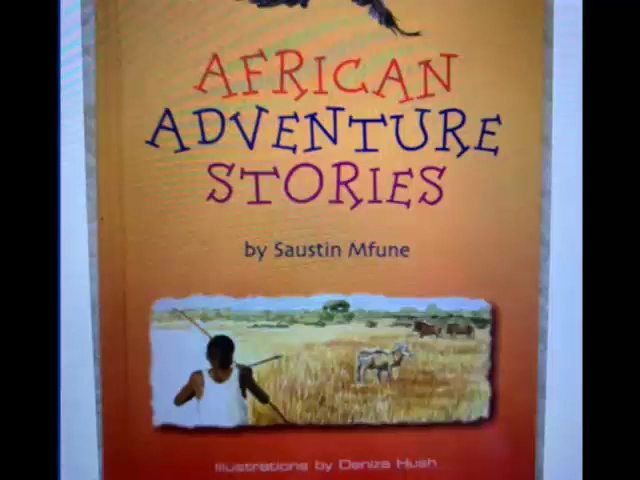 AFRICAN
ADVENTURE
STORIES
by Saustin Mfune
Illustrations by Deniza Hush